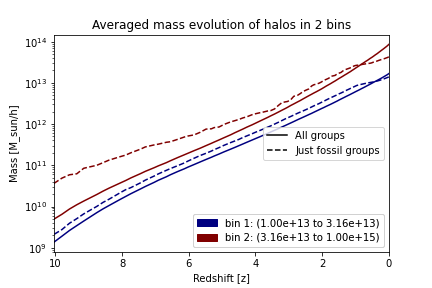 Averaged mass evolution of halos in 2 bins
Mass [M_sun/h]
10^14
10^13
10^12
10^11
10^10
10^9
All groups
Just fossil groups
bin 1: (1.00e+13 to 3.16e+13)
bin 2: (3.16e+13 to 1.00e+15)
10 8 6 4 2 0
Redshift [z]